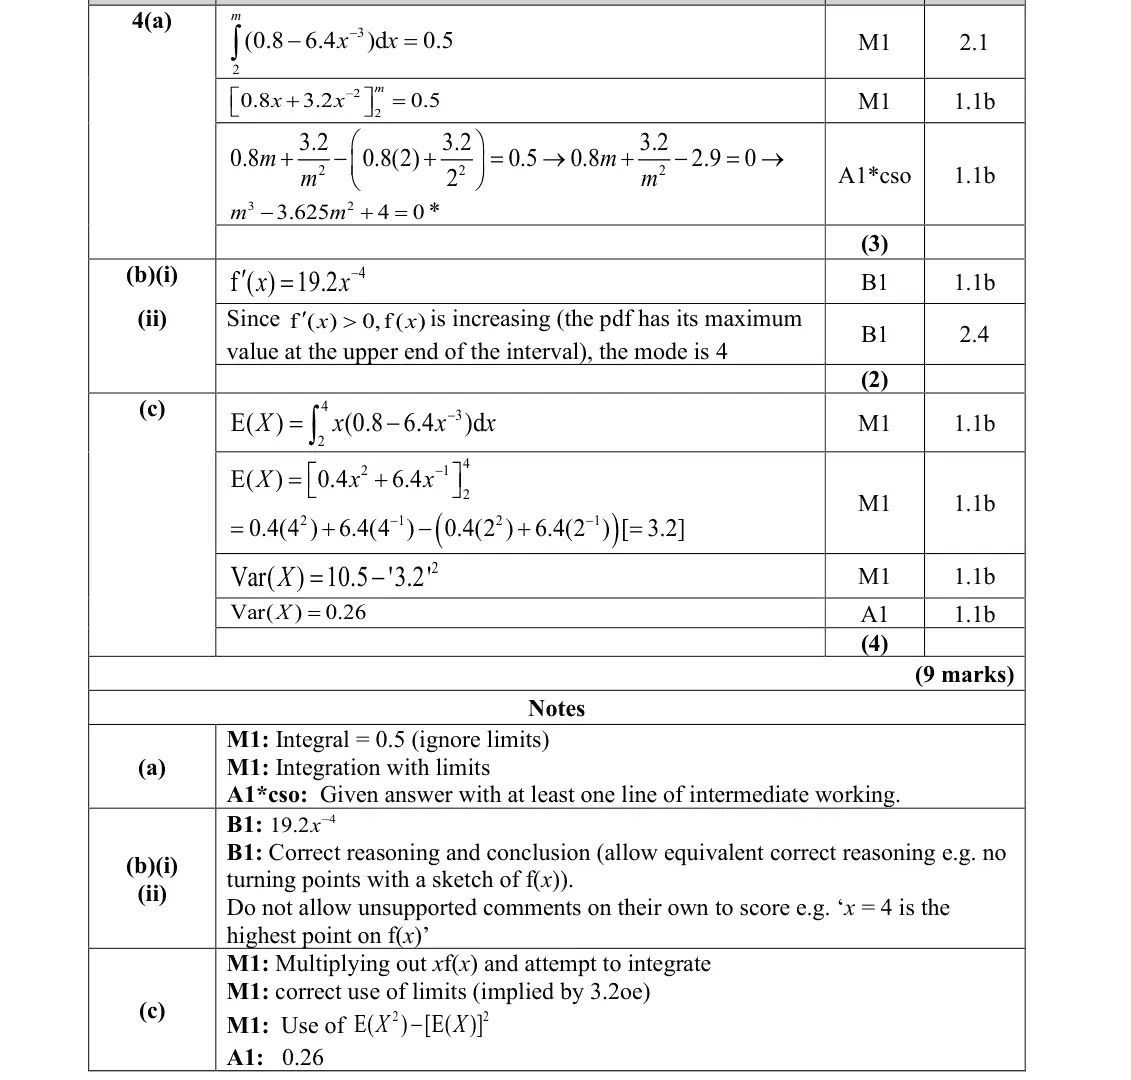 4(a)
∫₂ᵐ (0.8 − 6.4x⁻³)dx = 0.5
M1
2.1
[0.8x + 3.2x⁻²]₂ᵐ = 0.5
M1
1.1b
0.8m + 3.2/m² − (0.8(2) + 3.2/2²) = 0.5 → 0.8m + 3.2/m² − 2.9 = 0 →
m³ − 3.625m² + 4 = 0 *
A1*cso
1.1b
(3)
(b)(i)
f′(x) = 19.2x⁻⁴
B1
1.1b
(ii)
Since f′(x) > 0, f(x) is increasing (the pdf has its maximum
value at the upper end of the interval), the mode is 4
B1
2.4
(2)
(c)
E(X) = ∫₂⁴ x(0.8 − 6.4x⁻³)dx
M1
1.1b
E(X) = [0.4x² + 6.4x⁻¹]₂⁴
= 0.4(4²) + 6.4(4⁻¹) − (0.4(2²) + 6.4(2⁻¹))[= 3.2]
M1
1.1b
Var(X) = 10.5 − '3.2'²
M1
1.1b
Var(X) = 0.26
A1
1.1b
(4)
(9 marks)
Notes
(a)
M1: Integral = 0.5 (ignore limits)
M1: Integration with limits
A1*cso: Given answer with at least one line of intermediate working.
(b)(i)
(ii)
B1: 19.2x⁻⁴
B1: Correct reasoning and conclusion (allow equivalent correct reasoning e.g. no
turning points with a sketch of f(x)).
Do not allow unsupported comments on their own to score e.g. ‘x = 4 is the
highest point on f(x)’
(c)
M1: Multiplying out xf(x) and attempt to integrate
M1: correct use of limits (implied by 3.2oe)
M1: Use of E(X²) − [E(X)]²
A1: 0.26